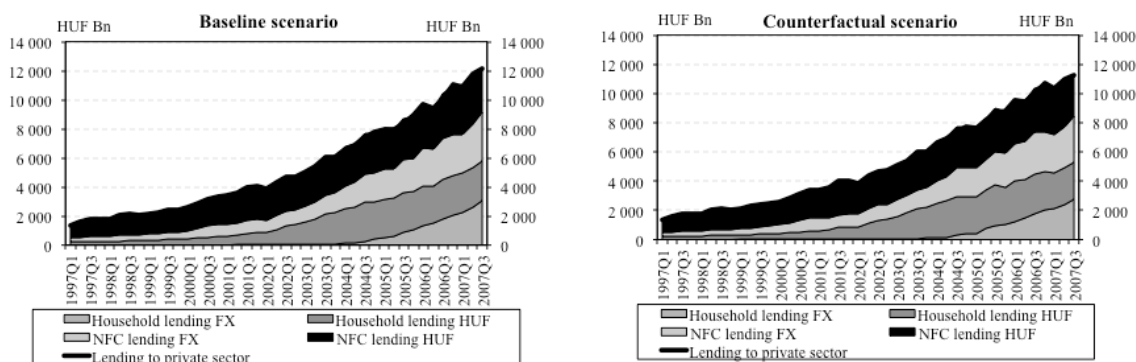 Baseline scenario
HUF Bn
HUF Bn
14 000
12 000
10 000
8 000
6 000
4 000
2 000
0
14 000
12 000
10 000
8 000
6 000
4 000
2 000
0
1997Q1
1997Q3
1998Q1
1998Q3
1999Q1
1999Q3
2000Q1
2000Q3
2001Q1
2001Q3
2002Q1
2002Q3
2003Q1
2003Q3
2004Q1
2004Q3
2005Q1
2005Q3
2006Q1
2006Q3
2007Q1
2007Q3
Household lending FX
Household lending HUF
NFC lending FX
NFC lending HUF
Lending to private sector
Counterfactual scenario
HUF Bn
HUF Bn
14 000
12 000
10 000
8 000
6 000
4 000
2 000
0
14 000
12 000
10 000
8 000
6 000
4 000
2 000
0
1997Q1
1997Q3
1998Q1
1998Q3
1999Q1
1999Q3
2000Q1
2000Q3
2001Q1
2001Q3
2002Q1
2002Q3
2003Q1
2003Q3
2004Q1
2004Q3
2005Q1
2005Q3
2006Q1
2006Q3
2007Q1
2007Q3
Household lending FX
Household lending HUF
NFC lending FX
NFC lending HUF
Lending to private sector